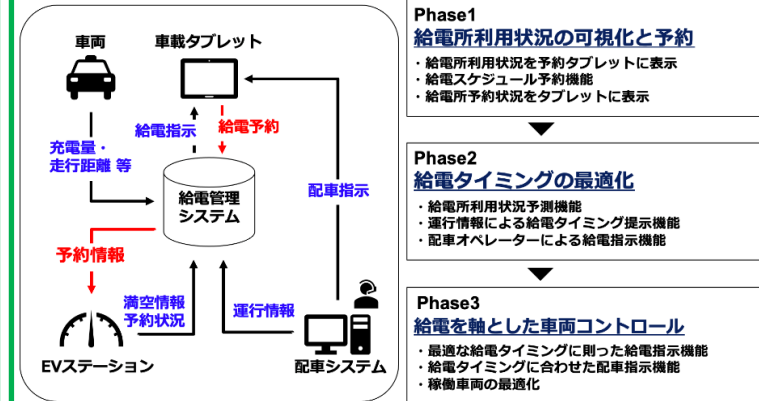 車両
車載タブレット
給電指示
給電予約
充電量・
走行距離 等
給電管理
システム
配車指示
予約情報
満空情報
予約状況
運行情報
EVステーション
配車システム
Phase1
給電所利用状況の可視化と予約
・給電所利用状況を予約タブレットに表示
・給電スケジュール予約機能
・給電所予約状況をタブレットに表示
Phase2
給電タイミングの最適化
・給電所利用状況予測機能
・運行情報による給電タイミング提示機能
・配車オペレーターによる給電指示機能
Phase3
給電を軸とした車両コントロール
・最適な給電タイミングに則った給電指示機能
・給電タイミングに合わせた配車指示機能
・稼働車両の最適化